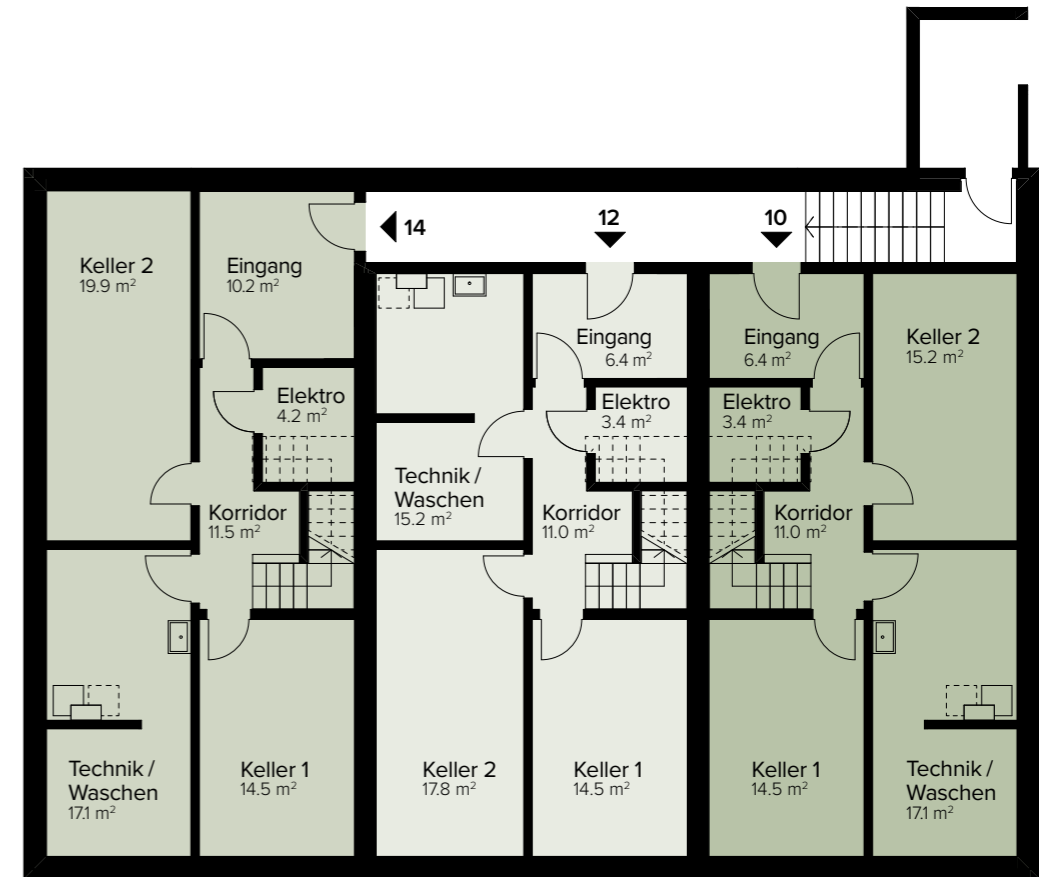 14
12
10
Keller 2
19.9 m²
Eingang
10.2 m²
Elektro
4.2 m²
Korridor
11.5 m²
Technik /
Waschen
17.1 m²
Keller 1
14.5 m²
Eingang
6.4 m²
Elektro
3.4 m²
Technik /
Waschen
15.2 m²
Korridor
11.0 m²
Keller 2
17.8 m²
Keller 1
14.5 m²
Eingang
6.4 m²
Keller 2
15.2 m²
Elektro
3.4 m²
Korridor
11.0 m²
Keller 1
14.5 m²
Technik /
Waschen
17.1 m²